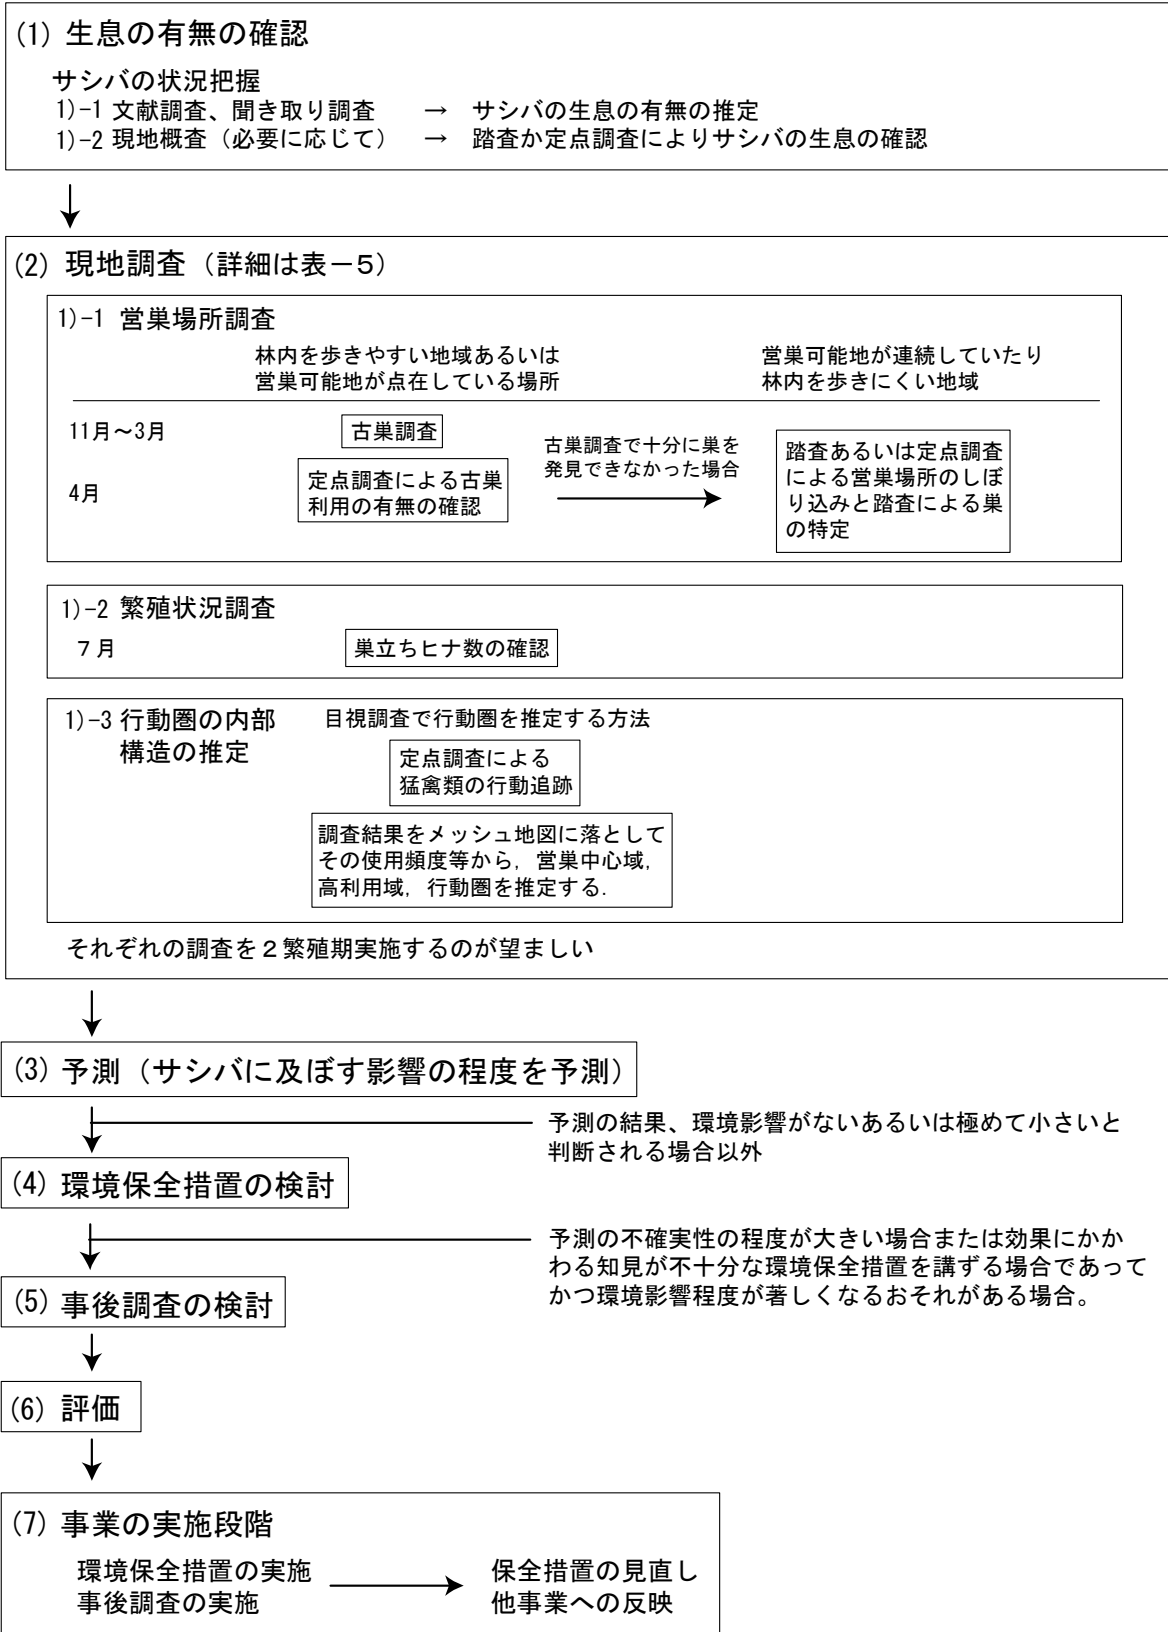 (1) 生息の有無の確認
サシバの状況把握
1)-1 文献調査、聞き取り調査 → サシバの生息の有無の推定
1)-2 現地概査（必要に応じて） → 踏査か定点調査によりサシバの生息の確認
(2) 現地調査（詳細は表－5）
1)-1 営巣場所調査
林内を歩きやすい地域あるいは
営巣可能地が点在している場所
営巣可能地が連続していたり
林内を歩きにくい地域
11月～3月
古巣調査
4月
定点調査による古巣
利用の有無の確認
古巣調査で十分に巣を
発見できなかった場合
踏査あるいは定点調査
による営巣場所のしぼ
り込みと踏査による巣
の特定
1)-2 繁殖状況調査
７月
巣立ちヒナ数の確認
1)-3 行動圏の内部
構造の推定
目視調査で行動圏を推定する方法
定点調査による
猛禽類の行動追跡
調査結果をメッシュ地図に落として
その使用頻度等から，営巣中心域，
高利用域，行動圏を推定する．
それぞれの調査を２繁殖期実施するのが望ましい
(3) 予測（サシバに及ぼす影響の程度を予測）
予測の結果、環境影響がないあるいは極めて小さいと
判断される場合以外
(4) 環境保全措置の検討
予測の不確実性の程度が大きい場合または効果にかか
わる知見が不十分な環境保全措置を講ずる場合であって
かつ環境影響程度が著しくなるおそれがある場合。
(5) 事後調査の検討
(6) 評価
(7) 事業の実施段階
環境保全措置の実施
事後調査の実施
保全措置の見直し
他事業への反映